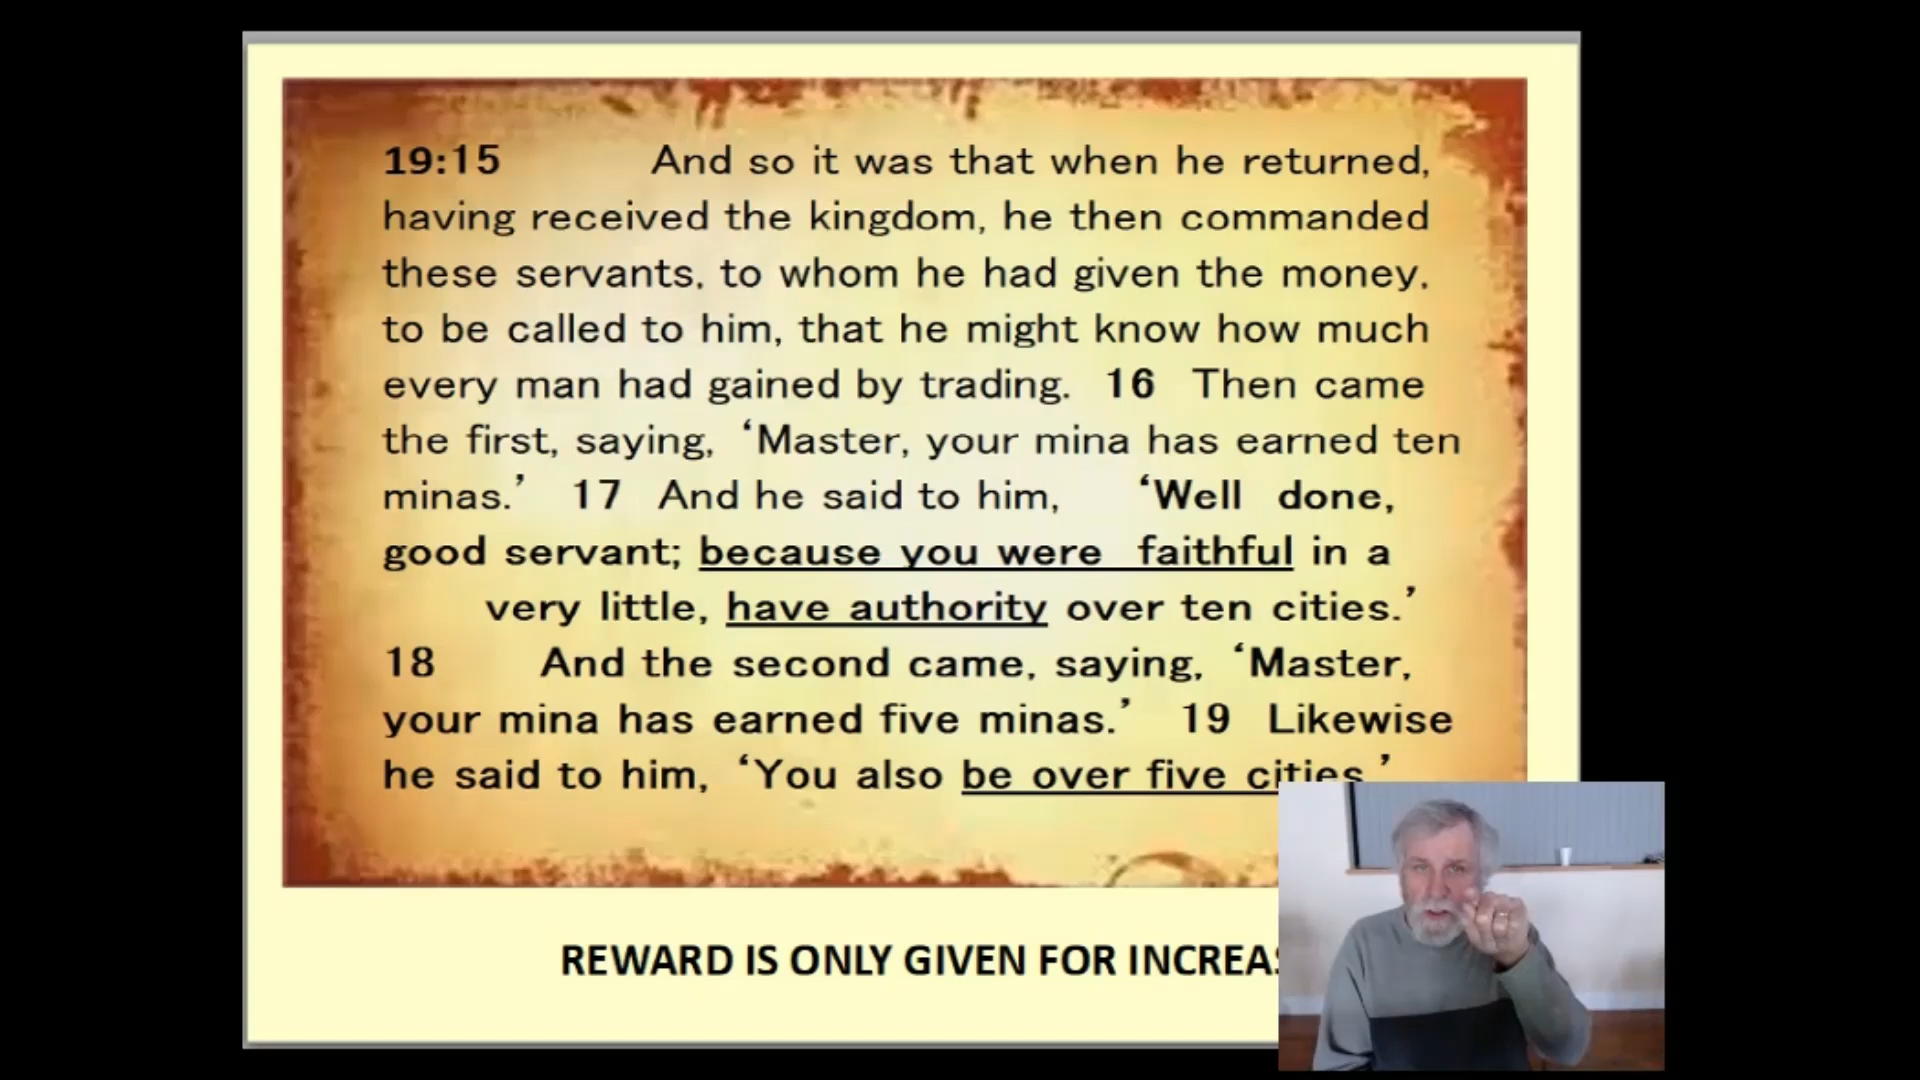 19:15 And so it was that when he returned,
having received the kingdom, he then commanded
these servants, to whom he had given the money,
to be called to him, that he might know how much
every man had gained by trading. 16 Then came
the first, saying, ‘Master, your mina has earned ten
minas.’ 17 And he said to him, ‘Well done,
good servant; because you were faithful in a
very little, have authority over ten cities.’
18 And the second came, saying, ‘Master,
your mina has earned five minas.’ 19 Likewise
he said to him, ‘You also be over five cities.’
REWARD IS ONLY GIVEN FOR